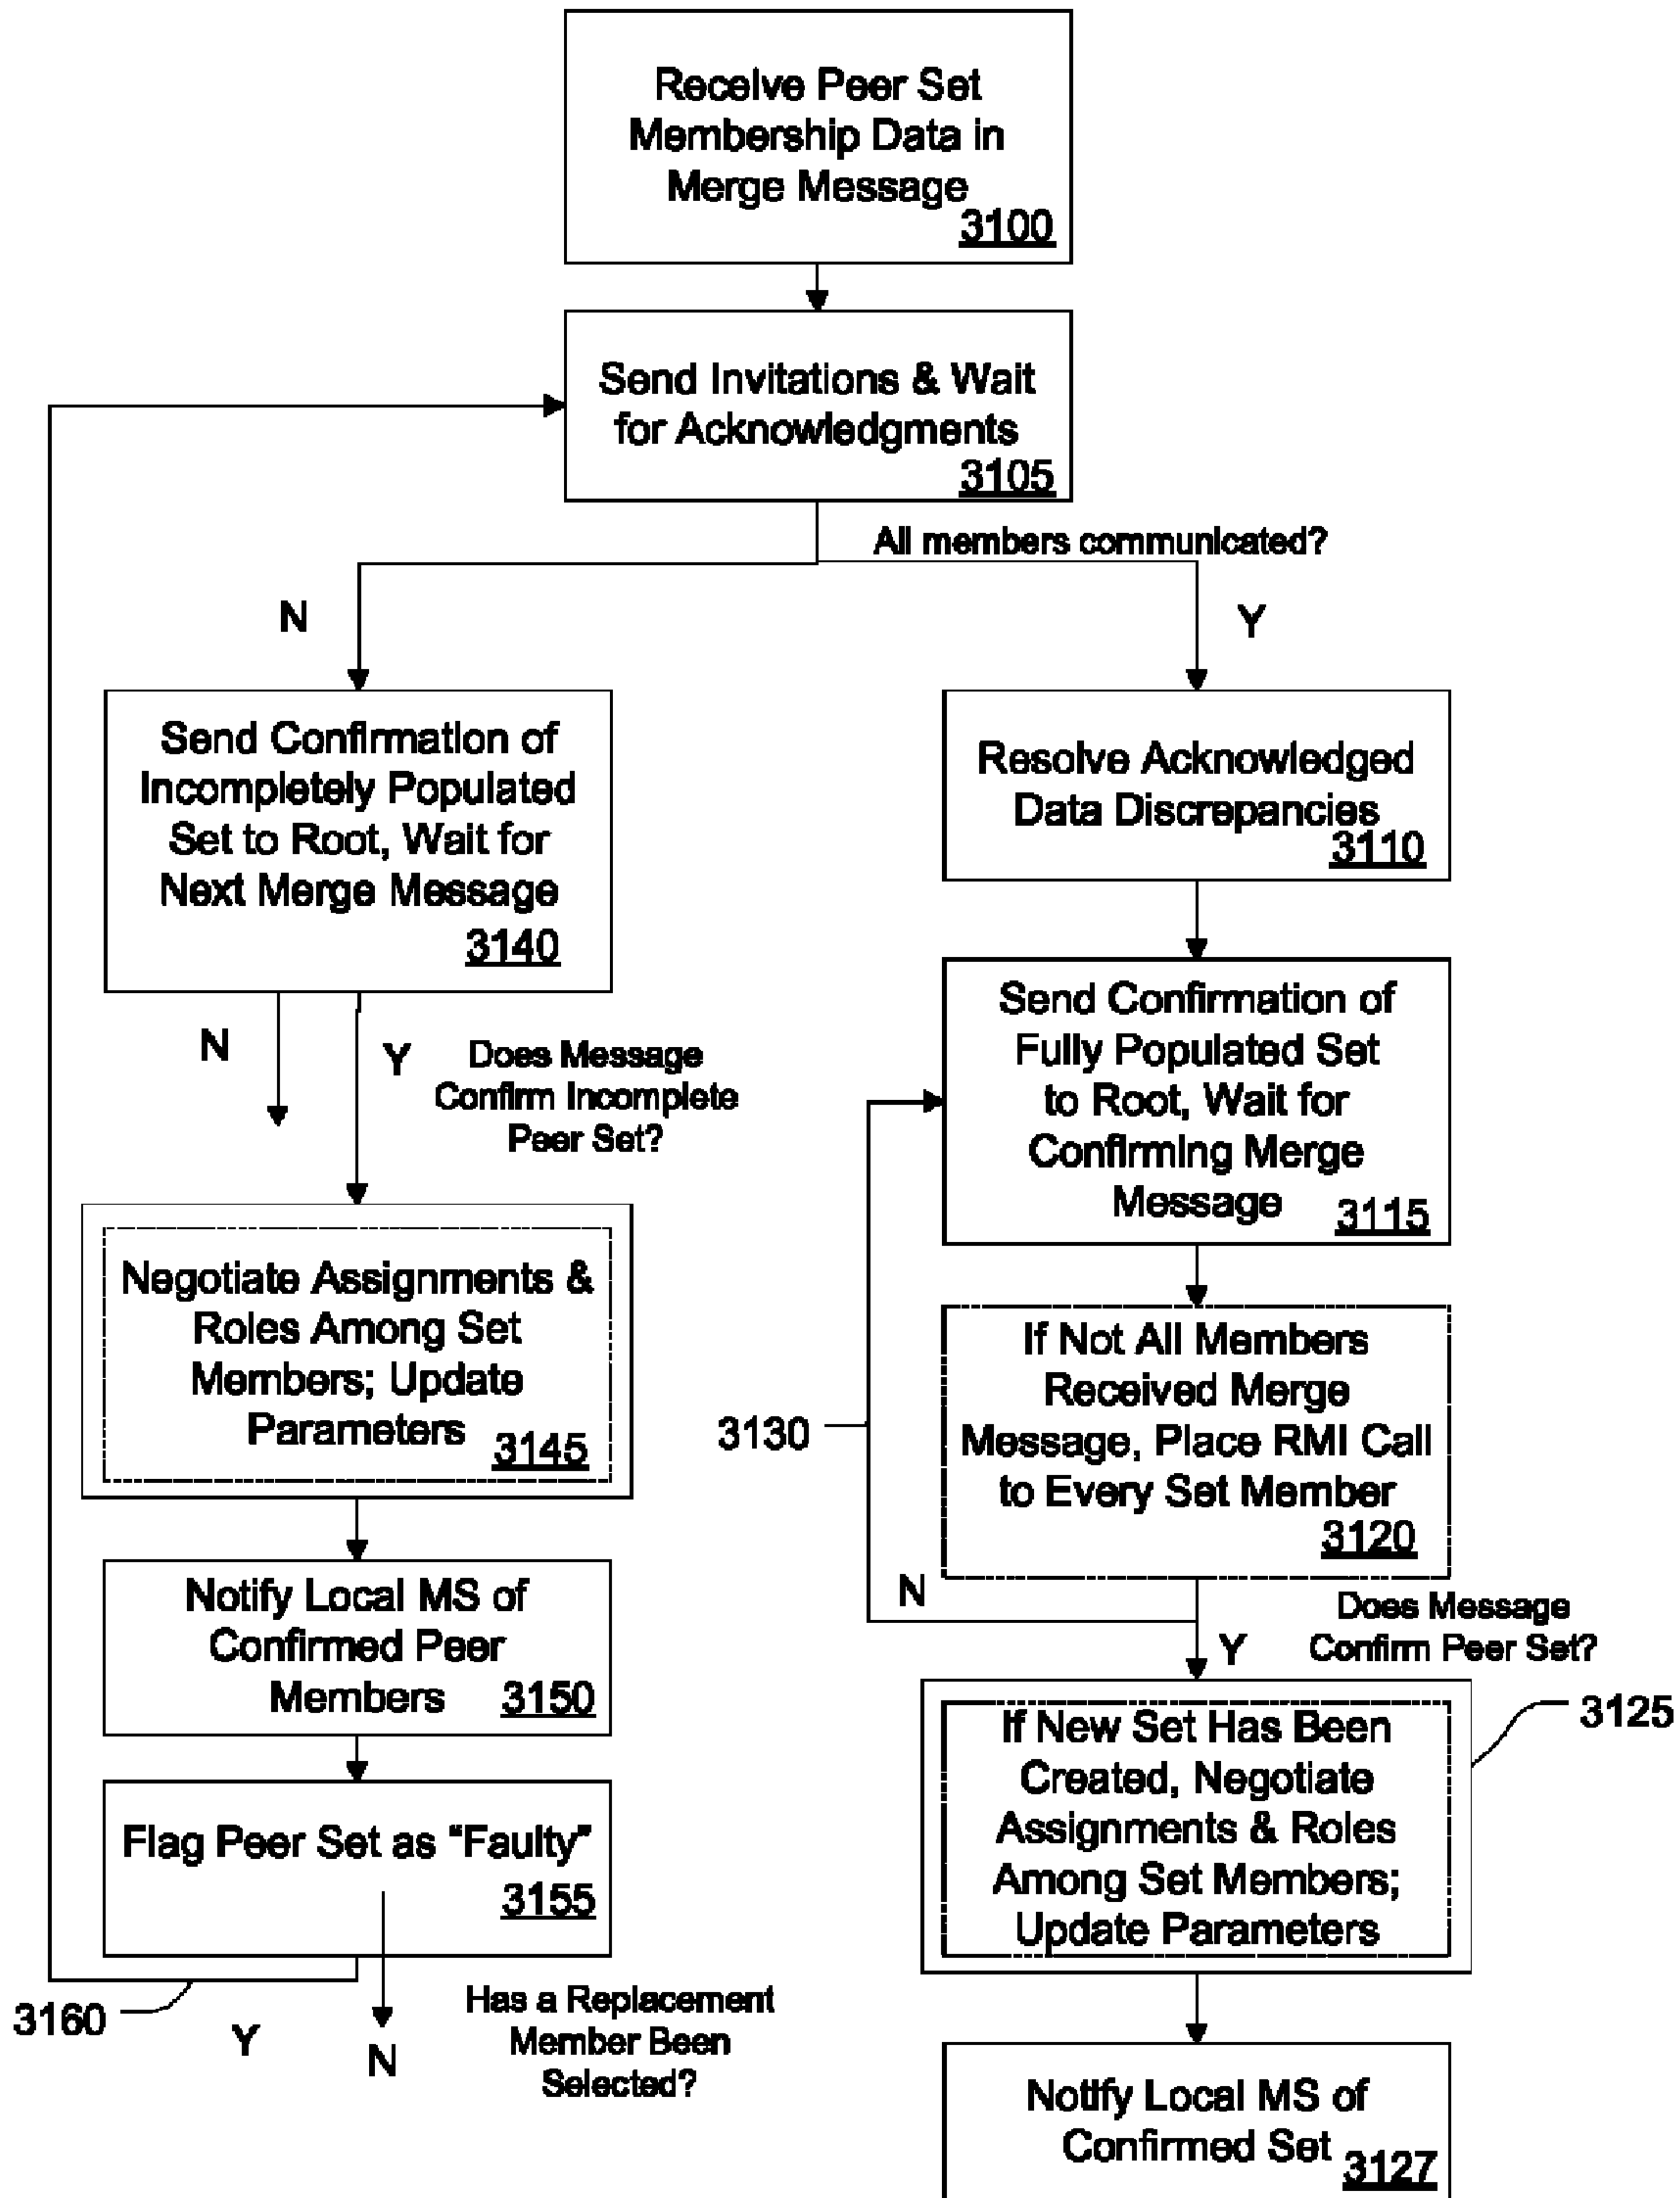 Receive Peer Set
Membership Data in
Merge Message
3100
Send Invitations & Wait
for Acknowledgments
3105
All members communicated?
N
Y
Send Confirmation of
Incompletely Populated
Set to Root, Wait for
Next Merge Message
3140
Resolve Acknowledged
Data Discrepancies
3110
N
Y
Does Message
Confirm Incomplete
Peer Set?
Send Confirmation of
Fully Populated Set
to Root, Wait for
Confirming Merge
Message
3115
Negotiate Assignments &
Roles Among Set
Members; Update
Parameters
3145
3130
If Not All Members
Received Merge
Message, Place RMI Call
to Every Set Member
3120
N
Y
Does Message
Confirm Peer Set?
Notify Local MS of
Confirmed Peer
Members
3150
3125
If New Set Has Been
Created, Negotiate
Assignments & Roles
Among Set Members;
Update Parameters
Flag Peer Set as "Faulty"
3155
3160
Y
N
Has a Replacement
Member Been
Selected?
Notify Local MS of
Confirmed Set
3127